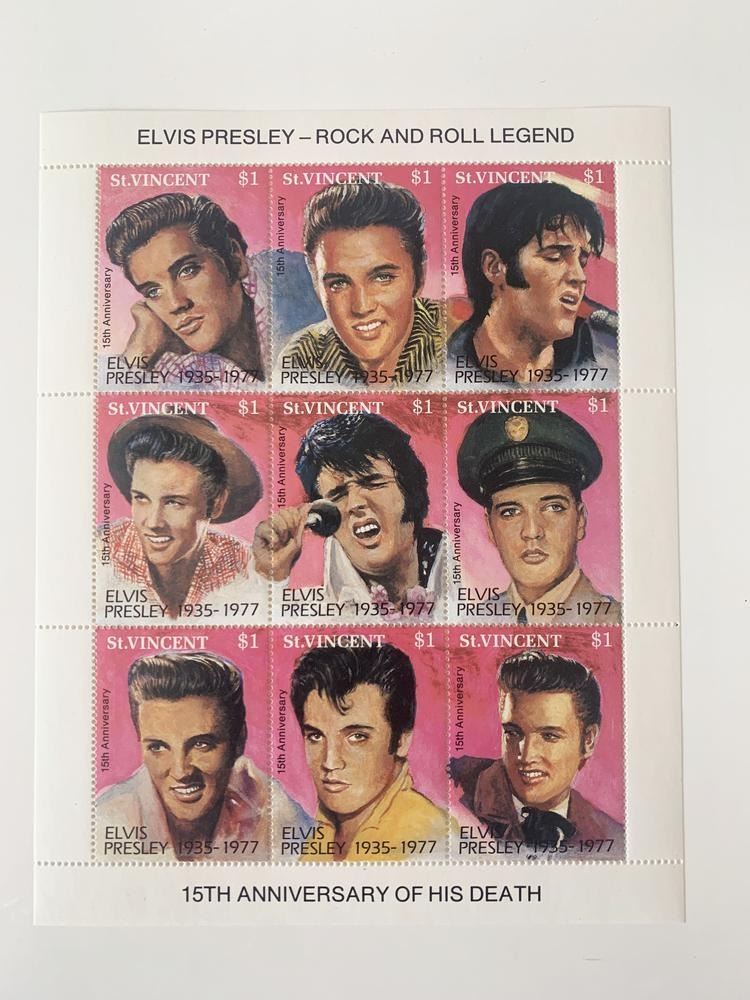 ELVIS PRESLEY – ROCK AND ROLL LEGEND
St.VINCENT $1
15th Anniversary
ELVIS
PRESLEY 1935-1977
St.VINCENT $1
15th Anniversary
ELVIS
PRESLEY 1935-1977
St.VINCENT $1
15th Anniversary
ELVIS
PRESLEY 1935-1977
St.VINCENT $1
15th Anniversary
ELVIS
PRESLEY 1935-1977
St.VINCENT $1
15th Anniversary
ELVIS
PRESLEY 1935-1977
St.VINCENT $1
15th Anniversary
ELVIS
PRESLEY 1935-1977
St.VINCENT $1
15th Anniversary
ELVIS
PRESLEY 1935-1977
St.VINCENT $1
15th Anniversary
ELVIS
PRESLEY 1935-1977
St.VINCENT $1
15th Anniversary
ELVIS
PRESLEY 1935-1977
15TH ANNIVERSARY OF HIS DEATH